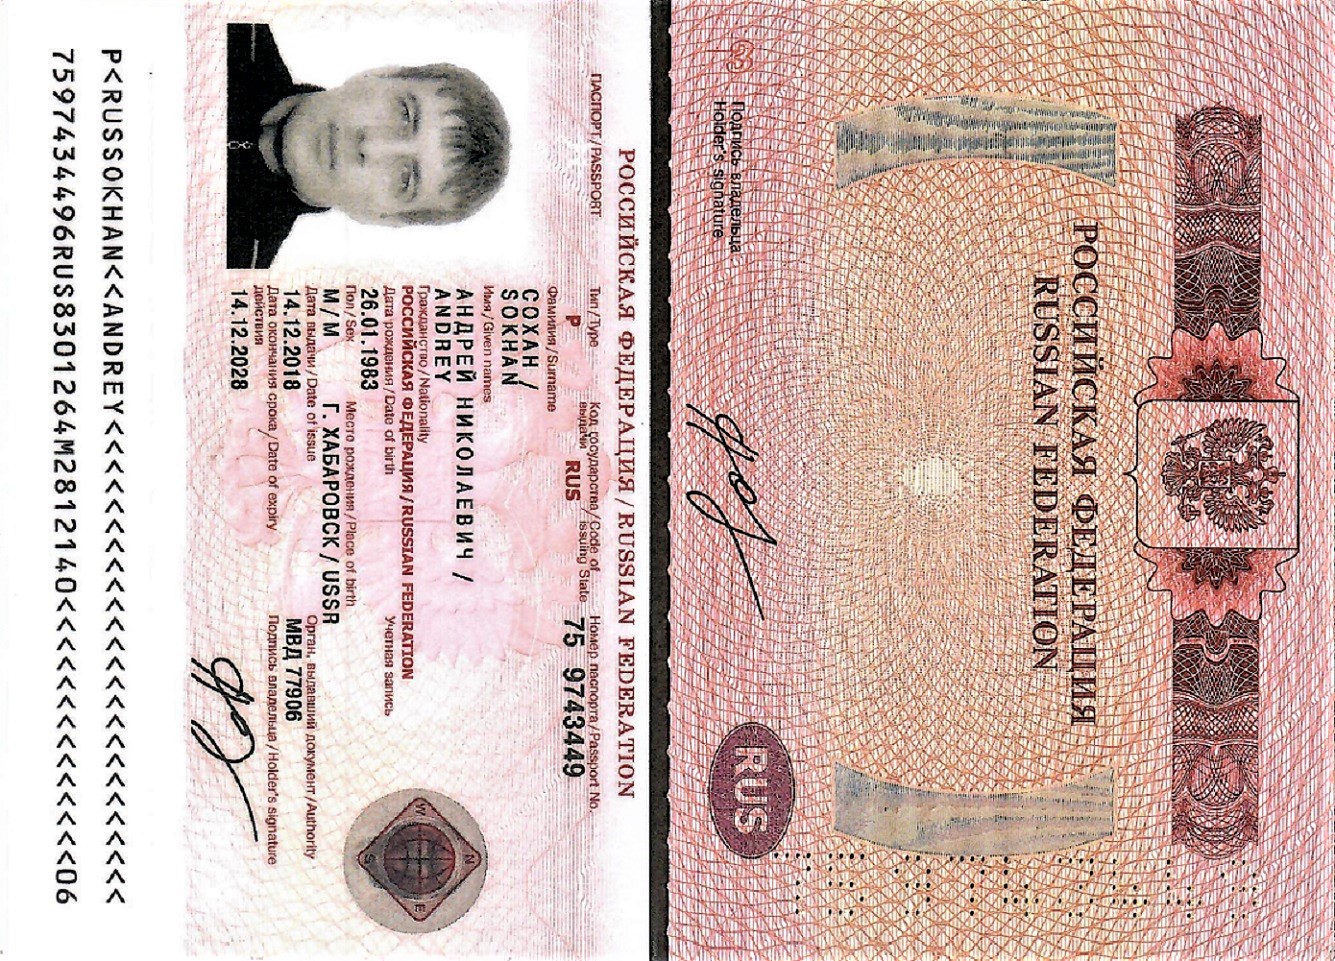 РОССИЙСКАЯ ФЕДЕРАЦИЯ
RUSSIAN FEDERATION
RUS
3
Подпись владельца
Holder's signature
75 9743449
РОССИЙСКАЯ ФЕДЕРАЦИЯ / RUSSIAN FEDERATION
ПАСПОРТ / PASSPORT
Тип / Type
Код государства / Code of
выдачи issuing State
Номер паспорта / Passport No.
P
RUS
75 9743449
Фамилия / Surname
СОХАН /
SOKHAN
Имя / Given names
АНДРЕЙ НИКОЛАЕВИЧ /
ANDREY
Гражданство / Nationality
РОССИЙСКАЯ ФЕДЕРАЦИЯ / RUSSIAN FEDERATION
Дата рождения / Date of birth
Учетная запись
26.01.1983
Пол / Sex
Место рождения / Place of birth
М / M
Г. ХАБАРОВСК / USSR
Дата выдачи / Date of issue
Орган, выдавший документ / Authority
14.12.2018
МВД 77906
Дата окончания срока / Date of expiry
действия
Подпись владельца / Holder's signature
14.12.2028
N
W
E
S
P<RUSSOKHAN<<ANDREY<<<<<<<<<<<<<<<<<<<<<<<<<
7597434496RUS8301264M2812140<<<<<<<<<<<<<<06